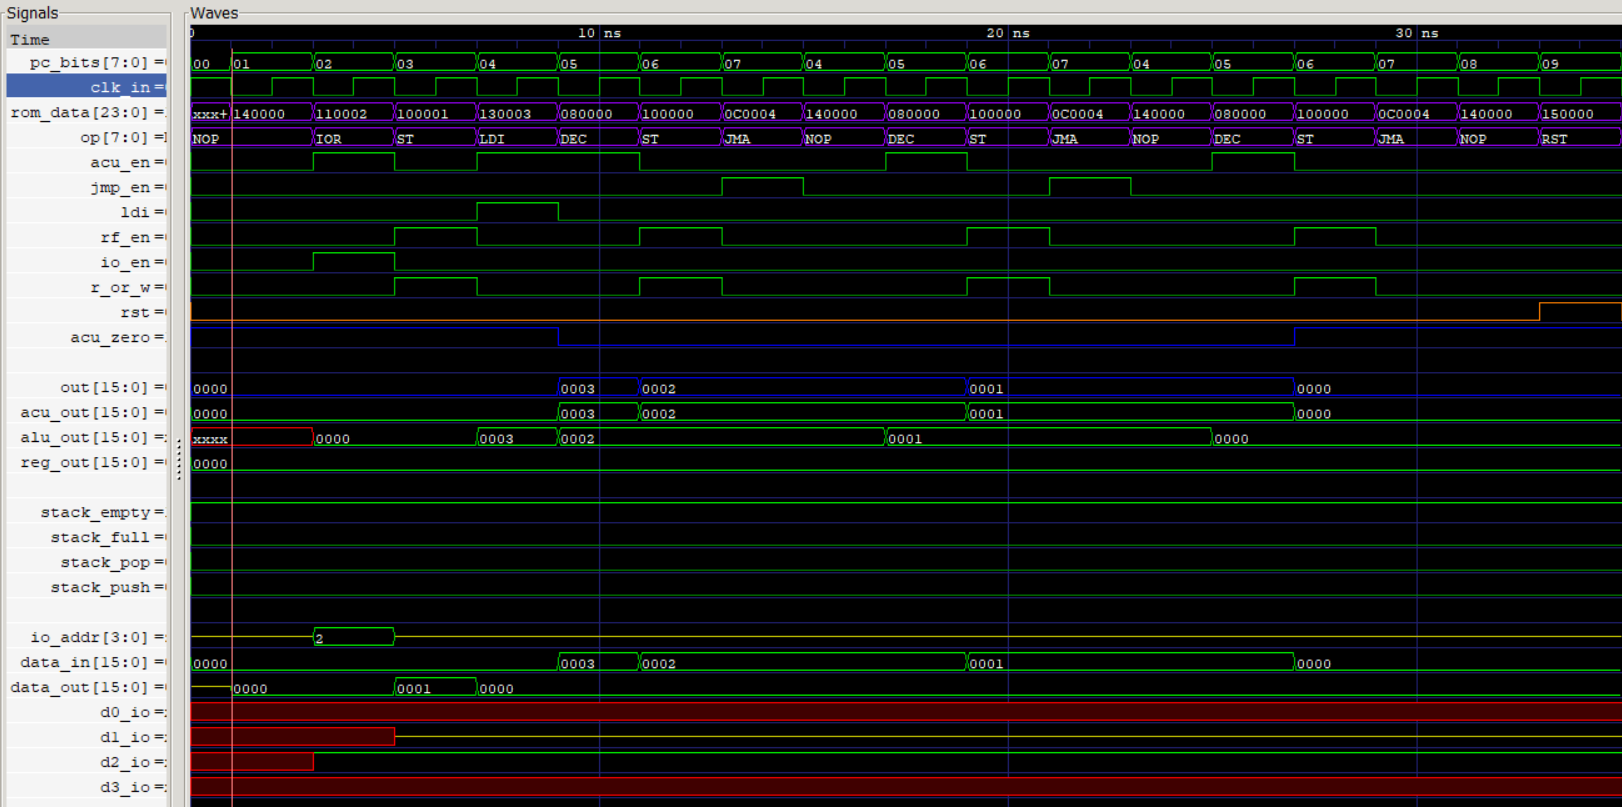 Signals Waves
Time 0 10 ns 20 ns 30 ns
pc_bits[7:0] = 00 01 02 03 04 05 06 07 04 05 06 07 04 05 06 07 08 09
clk_in =
rom_data[23:0] = xxx+ 140000 110002 100001 130003 080000 100000 0C0004 140000 080000 100000 0C0004 140000 080000 100000 0C0004 140000 150000
op[7:0] = NOP IOR ST LDI DEC ST JMA NOP DEC ST JMA NOP DEC ST JMA NOP RST
acu_en =
jmp_en =
ldi =
rf_en =
io_en =
r_or_w =
rst =
acu_zero =
out[15:0] = 0000 0003 0002 0001 0000
acu_out[15:0] = 0000 0003 0002 0001 0000
alu_out[15:0] = xxxx 0000 0003 0002 0001 0000
reg_out[15:0] = 0000
stack_empty =
stack_full =
stack_pop =
stack_push =
io_addr[3:0] = 2
data_in[15:0] = 0000 0003 0002 0001 0000
data_out[15:0] = 0000 0001 0000
d0_io =
d1_io =
d2_io =
d3_io =